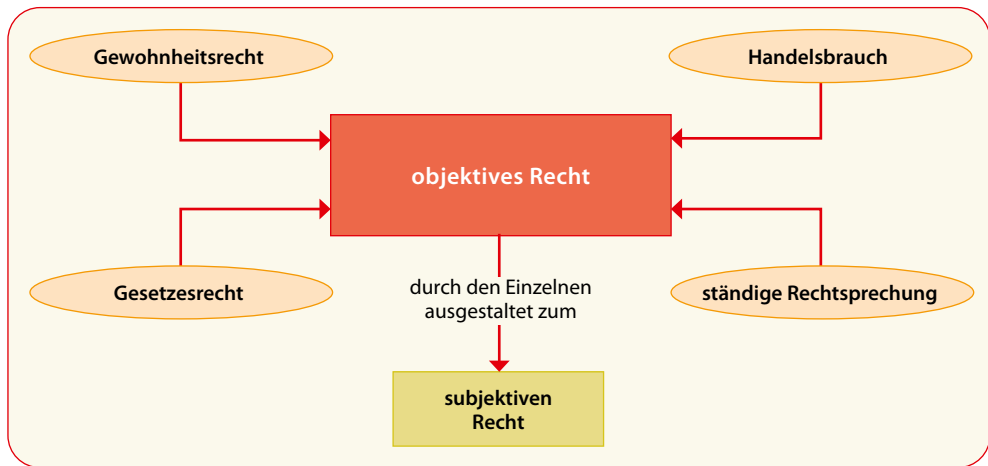 Gewohnheitsrecht
Handelsbrauch
objektives Recht
Gesetzesrecht
ständige Rechtsprechung
durch den Einzelnen
ausgestaltet zum
subjektiven
Recht